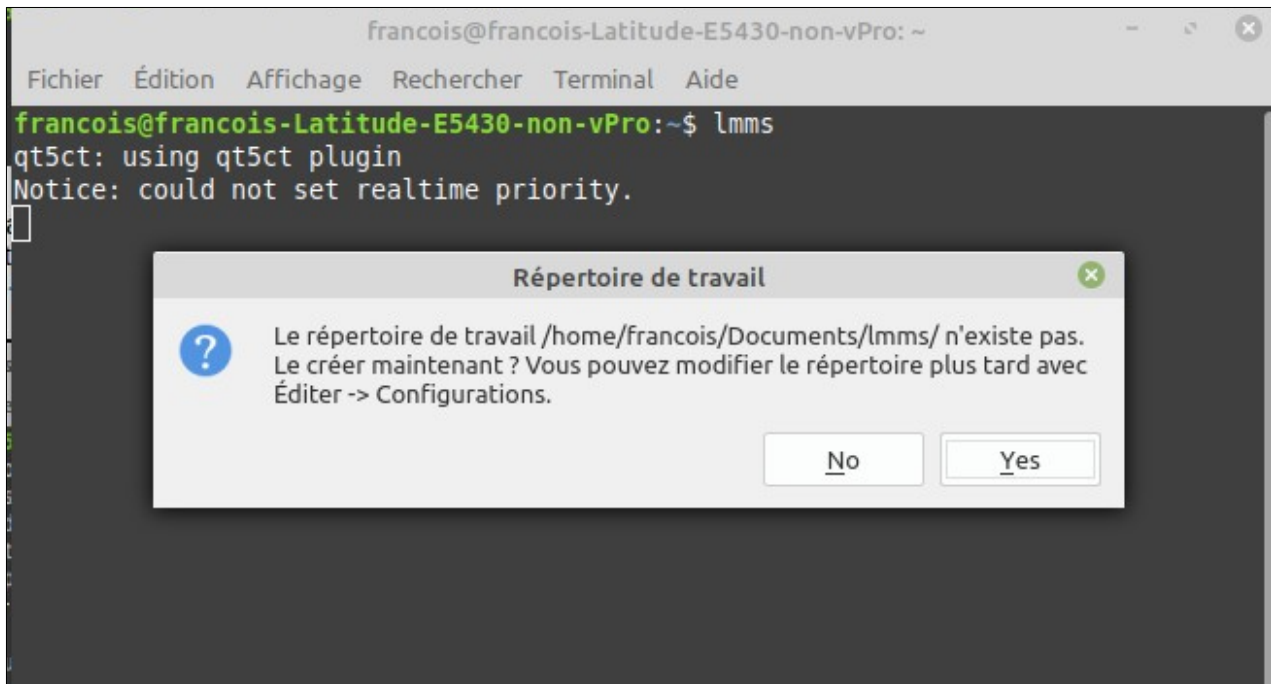 francois@francois-Latitude-E5430-non-vPro: ~
Fichier Édition Affichage Rechercher Terminal Aide
francois@francois-Latitude-E5430-non-vPro:~$ lmms
qt5ct: using qt5ct plugin
Notice: could not set realtime priority.
Répertoire de travail
Le répertoire de travail /home/francois/Documents/lmms/ n'existe pas.
Le créer maintenant ? Vous pouvez modifier le répertoire plus tard avec
Éditer -> Configurations.
No Yes